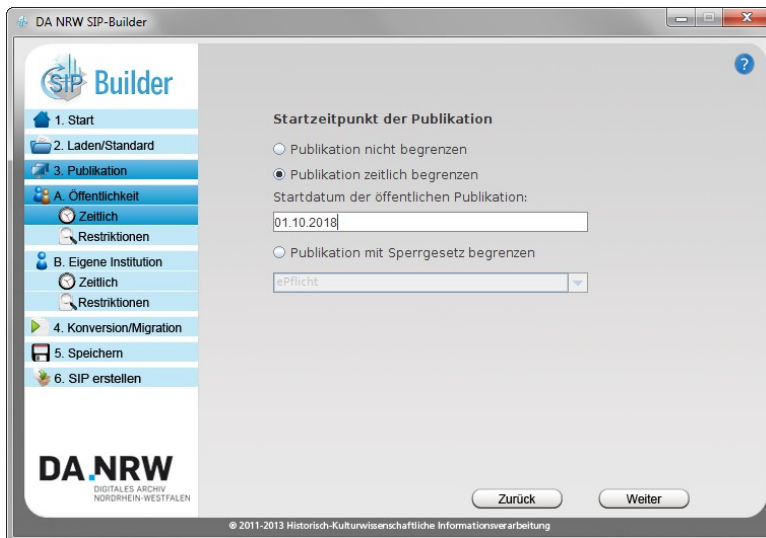 DA NRW SIP-Builder
SIP Builder
1. Start
2. Laden/Standard
3. Publikation
A. Öffentlichkeit
Zeitlich
Restriktionen
B. Eigene Institution
Zeitlich
Restriktionen
4. Konversion/Migration
5. Speichern
6. SIP erstellen
DA.NRW
DIGITALES ARCHIV
NORDRHEIN-WESTFALEN
?
Startzeitpunkt der Publikation
Publikation nicht begrenzen
Publikation zeitlich begrenzen
Startdatum der öffentlichen Publikation:
01.10.2018
Publikation mit Sperrgesetz begrenzen
ePflicht
Zurück Weiter
© 2011-2013 Historisch-Kulturwissenschaftliche Informationsverarbeitung